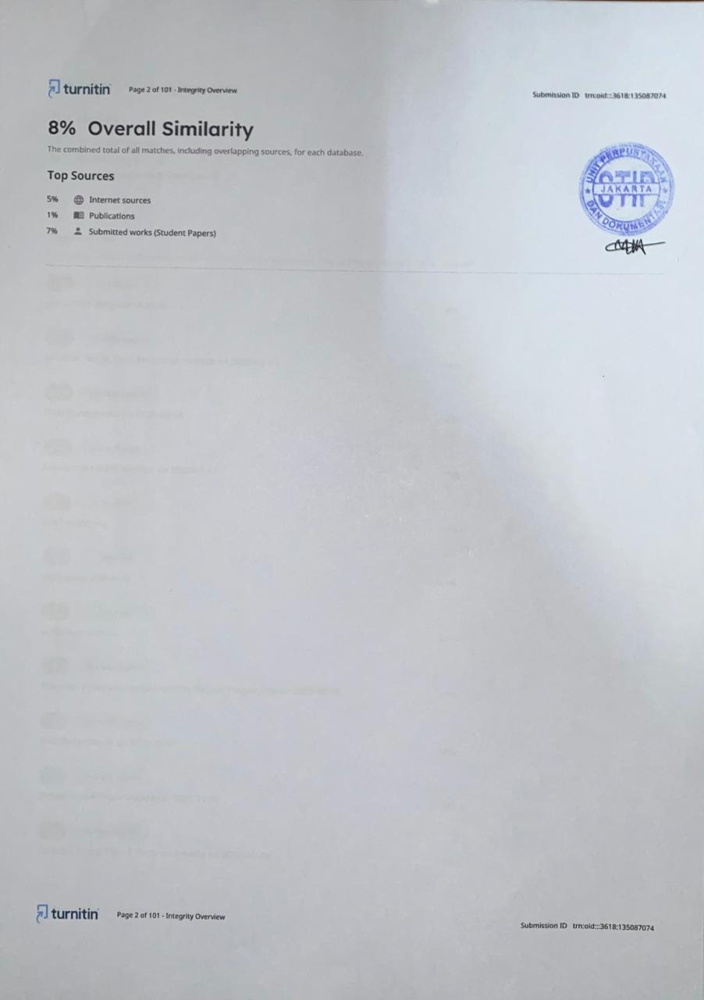 turnitin Page 2 of 101 - Integrity Overview
Submission ID trn:oid:::3618:135087074
8% Overall Similarity
The combined total of all matches, including overlapping sources, for each database.
Top Sources
5% Internet sources
1% Publications
7% Submitted works (Student Papers)
UNIT PERPUSTAKAAN
STIP
JAKARTA
DAN DOKUMENTASI
turnitin Page 2 of 101 - Integrity Overview
Submission ID trn:oid:::3618:135087074